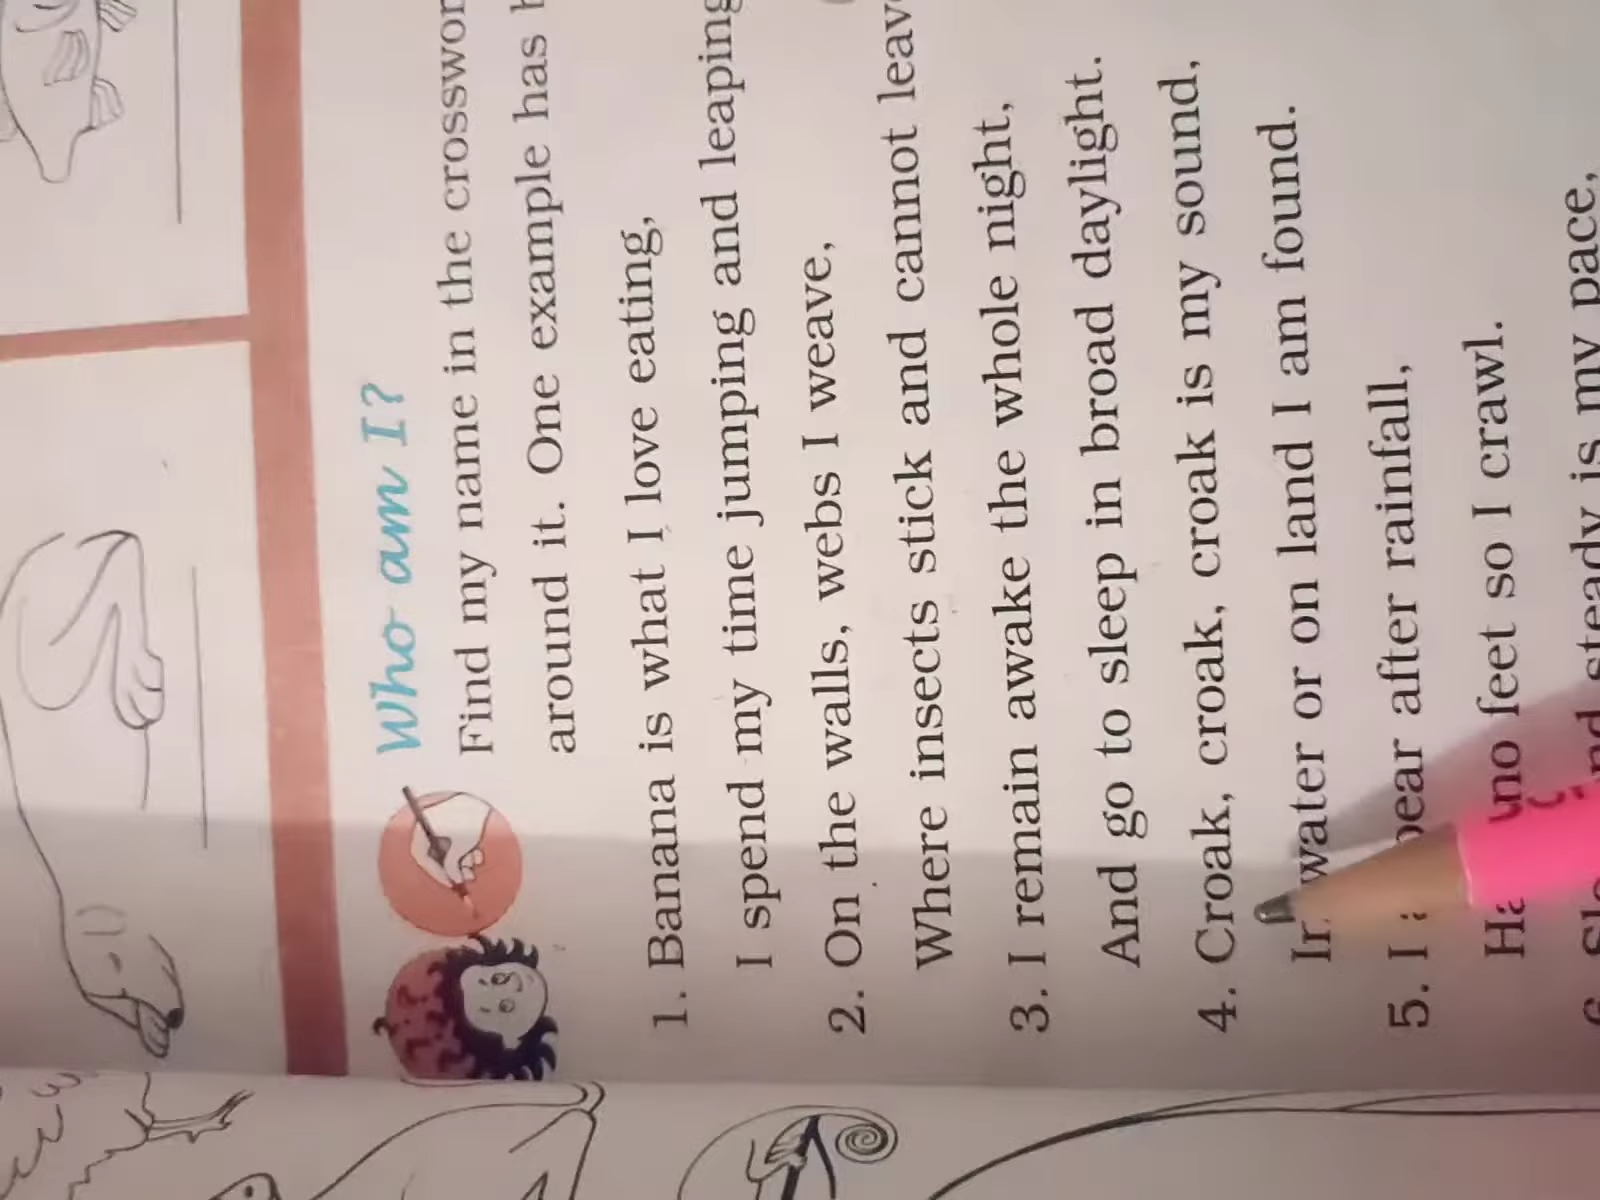 Who am I?
Find my name in the
around it. One example has
1. Banana is what I love eating,
I spend my time jumping and leaping
2. On the walls, webs I weave,
Where insects stick and cannot
3. I remain awake the whole night,
And go to sleep in broad daylight.
4. Croak, croak, croak is my sound,
In water or on land I am found.
5. I after rainfall,
no feet so I crawl.
steady is my pace,